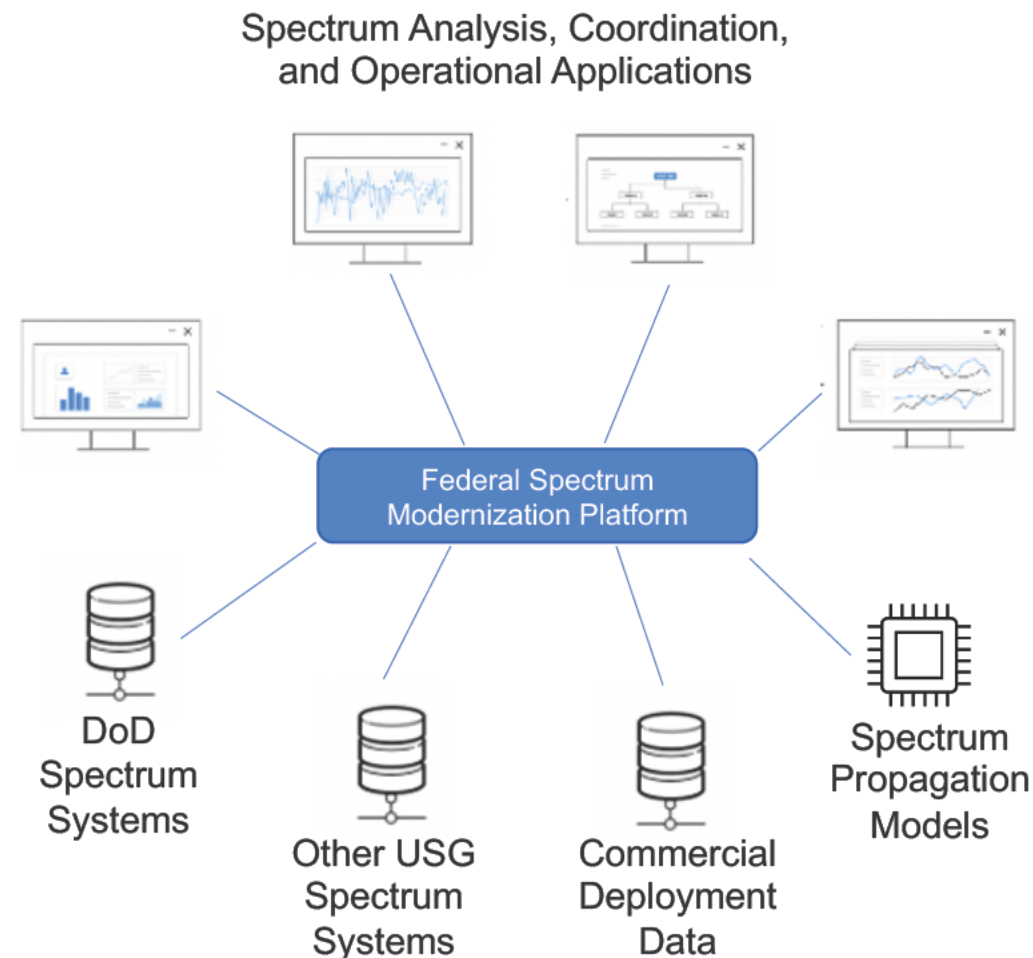 Spectrum Analysis, Coordination,
and Operational Applications
Federal Spectrum
Modernization Platform
DoD
Spectrum
Systems
Other USG
Spectrum
Systems
Commercial
Deployment
Data
Spectrum
Propagation
Models